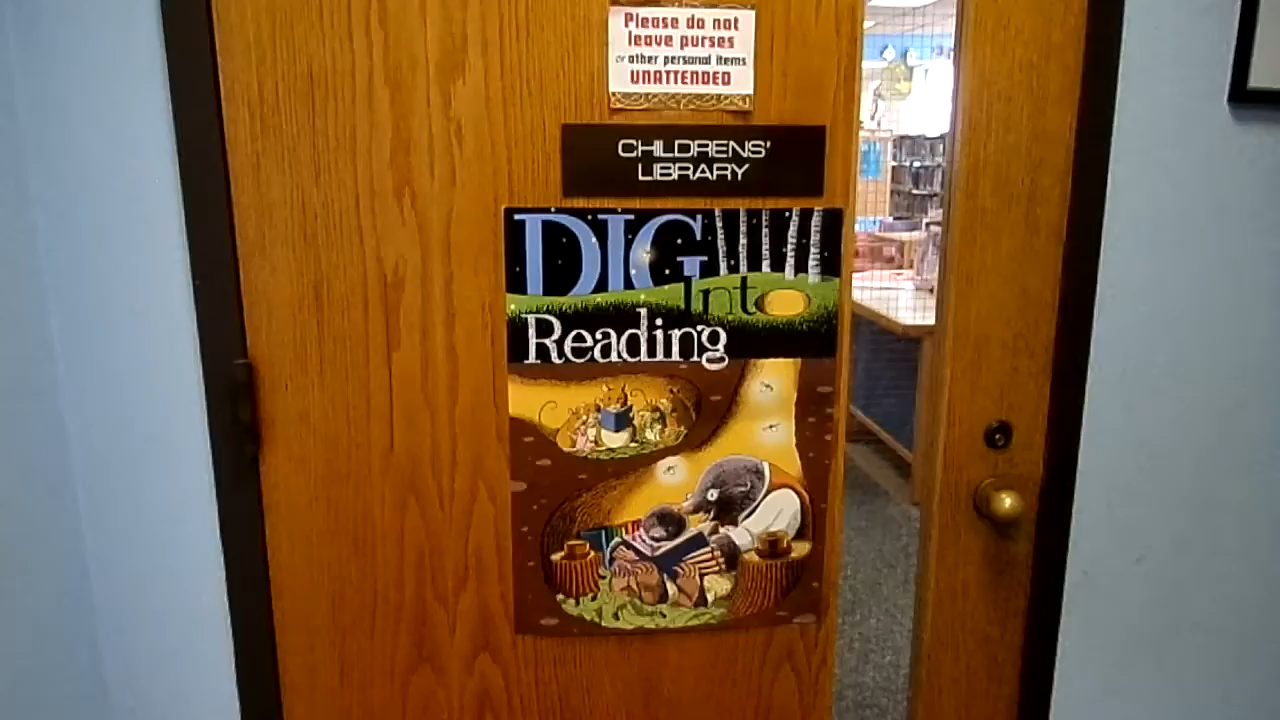 Please do not
leave purses
or other personal items
UNATTENDED
CHILDRENS'
LIBRARY
DIG
Into
Reading